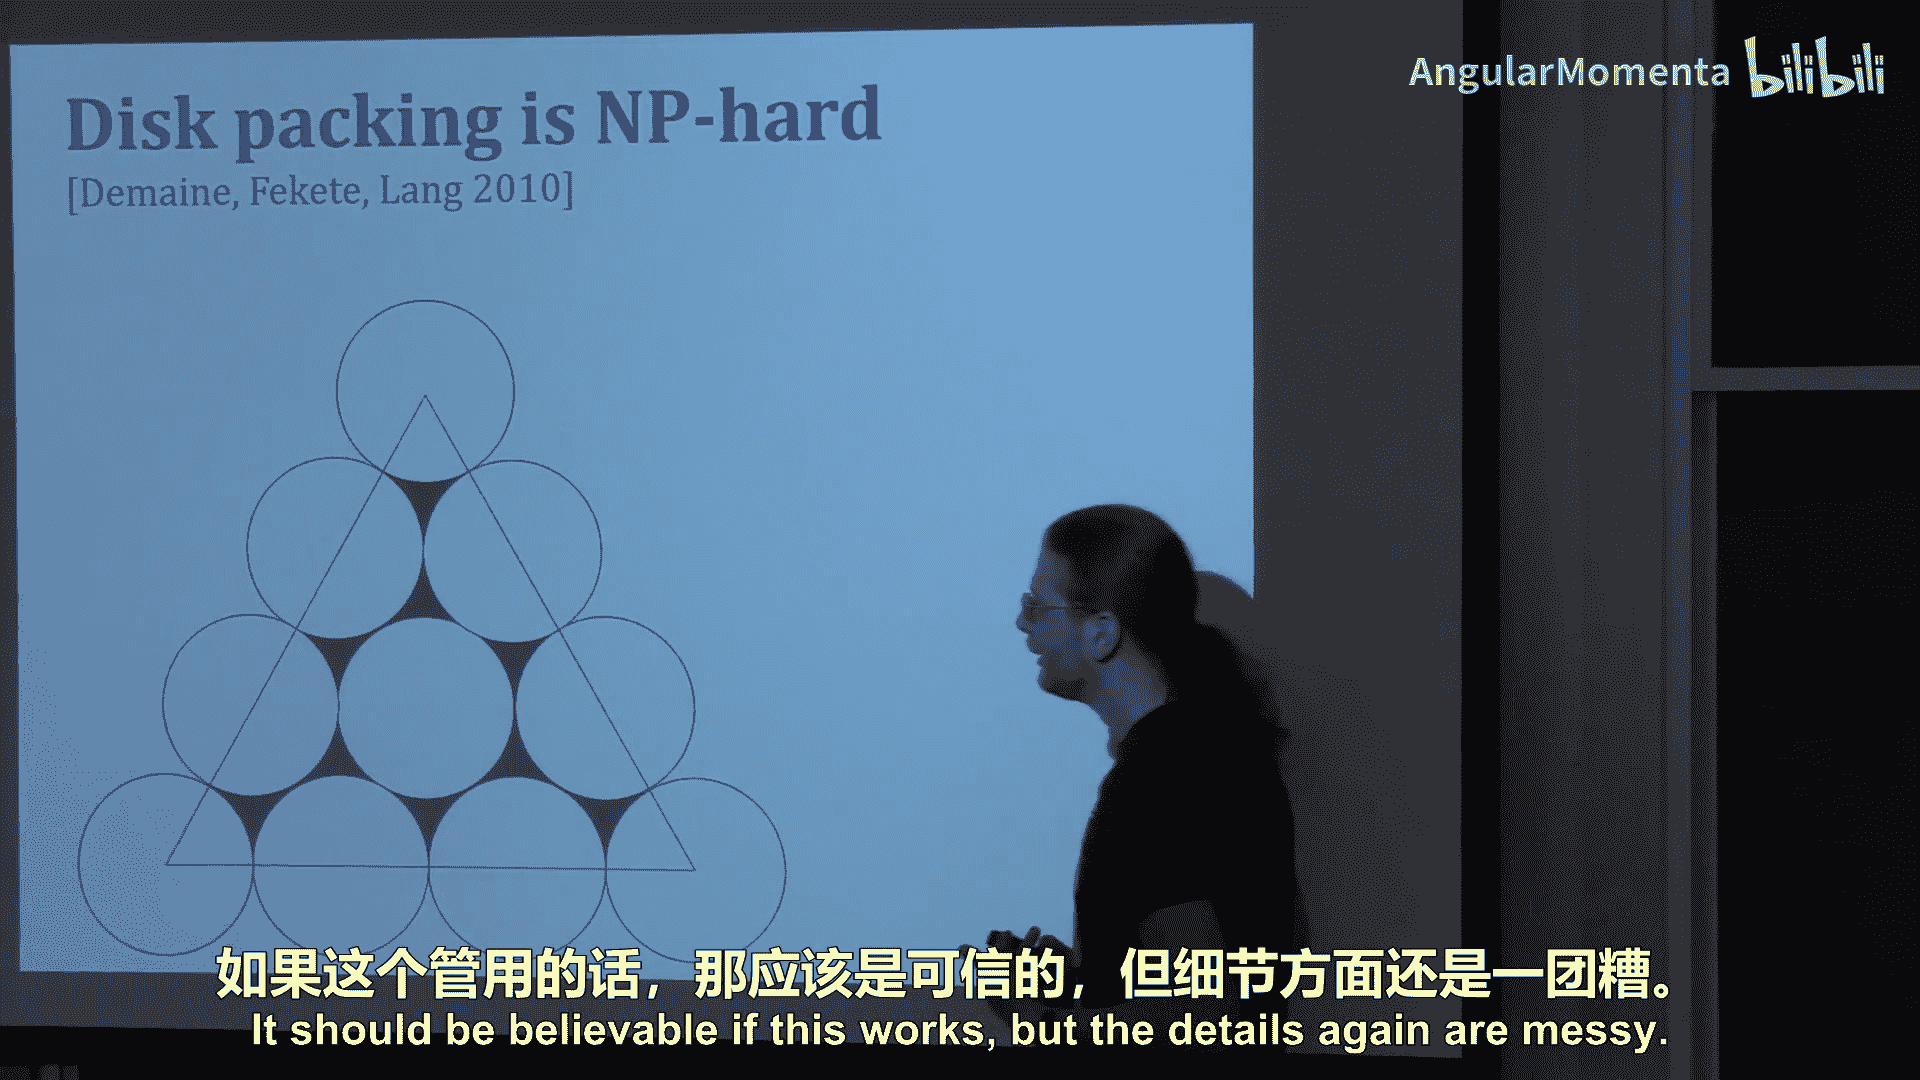 AngularMomenta bilibili
Disk packing is NP-hard
[Demaine, Fekete, Lang 2010]
如果这个管用的话，那应该是可信的，但细节方面还是一团糟。
It should be believable if this works, but the details again are messy.